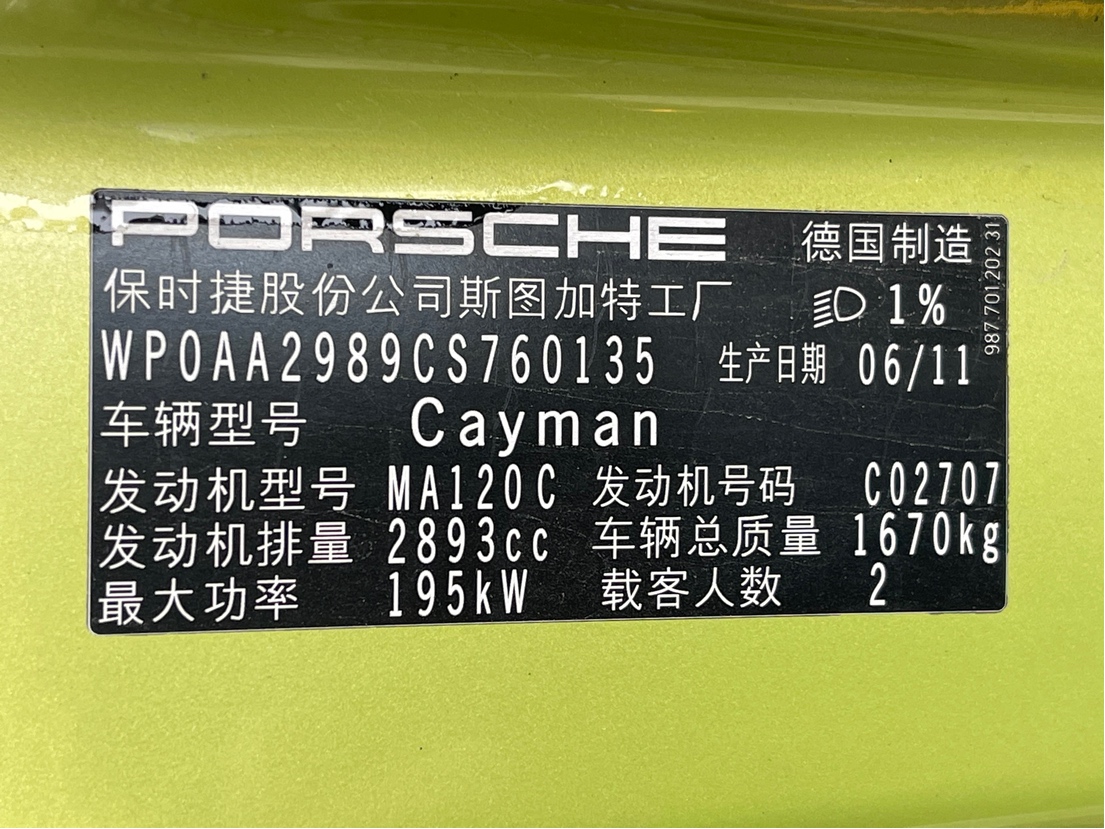 PORSCHE 德国制造
保时捷股份公司斯图加特工厂 1%
WP0AA2989CS760135 生产日期 06/11
车辆型号 Cayman
发动机型号 MA120C 发动机号码 C02707
发动机排量 2893cc 车辆总质量 1670kg
最大功率 195kW 载客人数 2
987.701.202.31